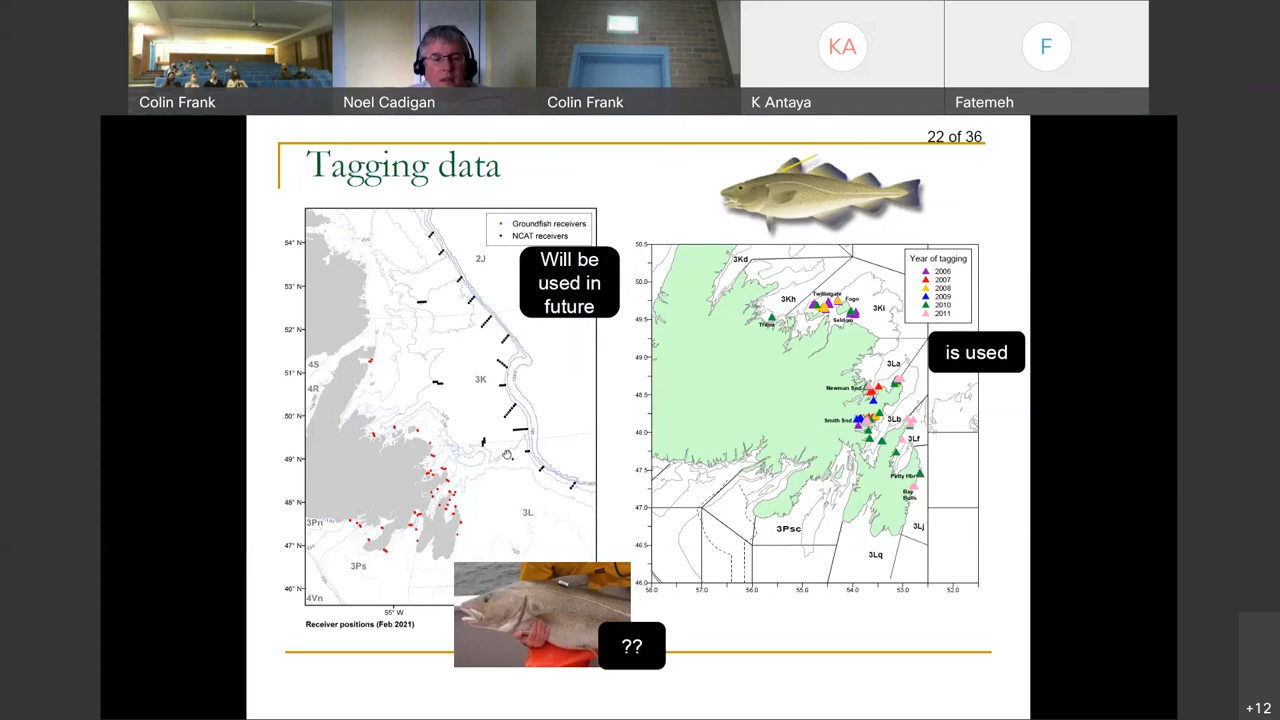 KA
F
Colin Frank
Noel Cadigan
Colin Frank
K Antaya
Fatemeh
22 of 36
Tagging data
Groundfish receivers
NCAT receivers
54° N
53° N
52° N
51° N
50° N
49° N
48° N
47° N
46° N
2J
4S
4R
3K
3L
3Pn
3Ps
4Vn
55° W
Receiver positions (Feb 2021)
Will be
used in
future
50.5
50.0
49.5
49.0
48.5
48.0
47.5
47.0
46.5
46.0
58.0
57.0
56.0
55.0
54.0
53.0
52.0
3Kd
3Kh
Twillingate
Fogo
3Ki
Seldom
Triton
3La
Newman Snd
Smith Snd
3Lb
3Lf
Petty Hbr
Bay
Bulls
3Lj
3Psc
3Lq
Year of tagging
2006
2007
2008
2009
2010
2011
is used
??
+12